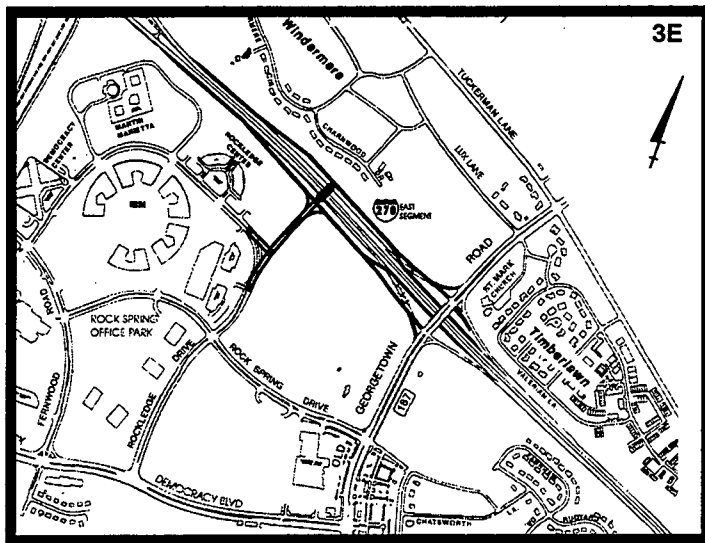 3E
Windermere
TUCKERMAN LANE
MARTIN
MARIETTA
DEMOCRACY
CENTER
ROCKLEDGE
CENTER
CHARNWOOD
LUX LANE
IBM
270
EAST
SEGMENT
ROAD
ST. MARK
CHURCH
ROCK SPRING
OFFICE PARK
ROAD
FERNWOOD
ROCKLEDGE
DRIVE
ROCK
SPRING
DRIVE
GEORGETOWN
187
Timberlawn
DEMOCRACY BLVD
CHATSWORTH